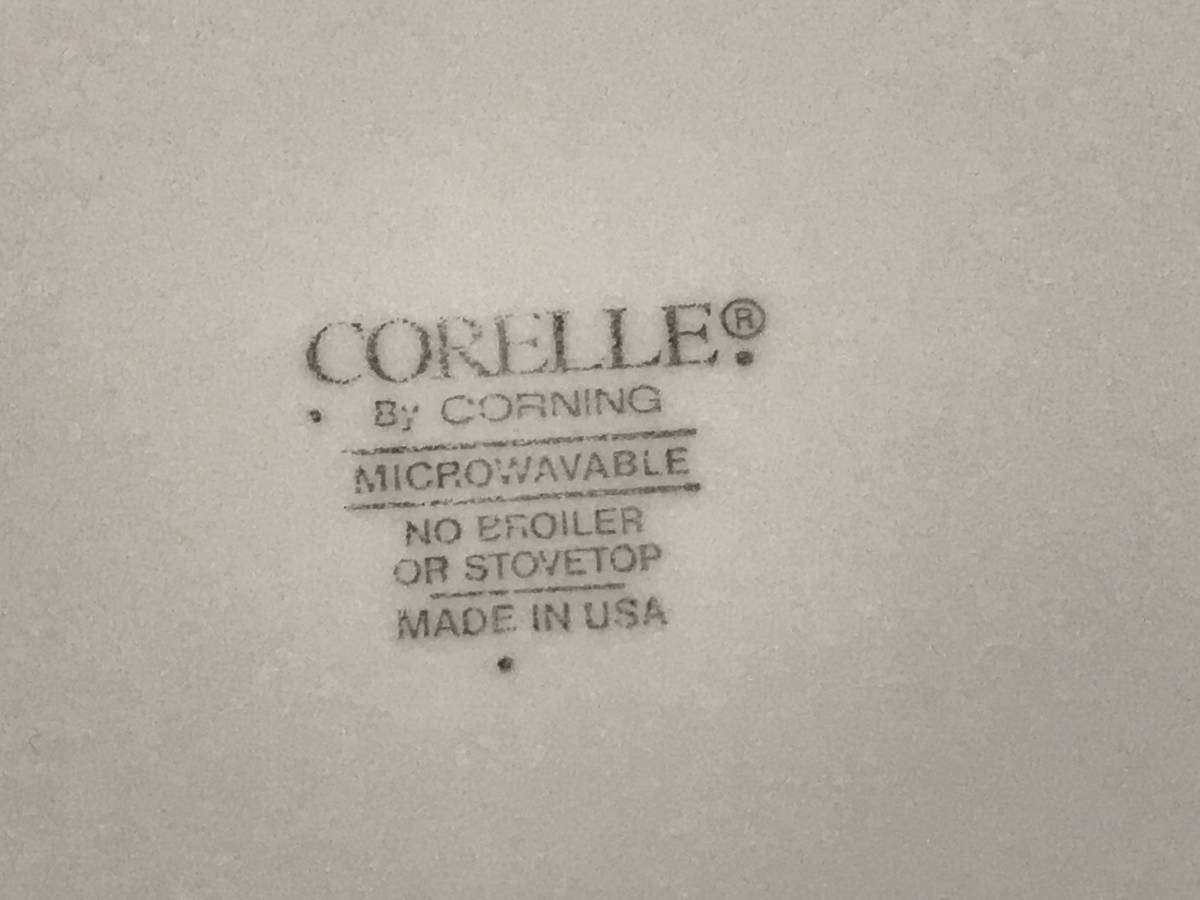 CORELLE®
By CORNING
MICROWAVABLE
NO BROILER
OR STOVETOP
MADE IN USA